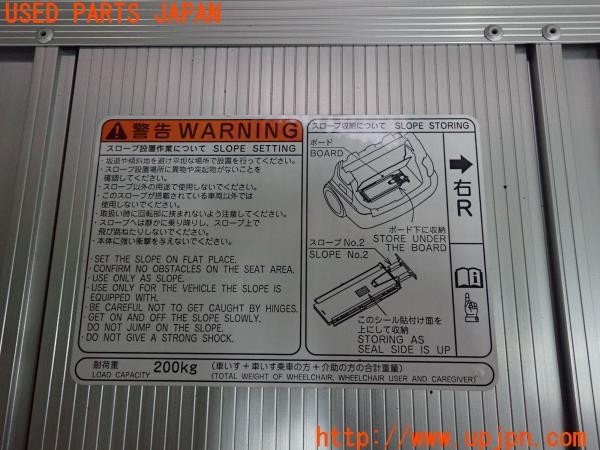 USED PARTS JAPAN
警告 WARNING
スロープ設置作業について SLOPE SETTING
・坂道や傾斜地を避け平坦な場所で設置を行ってください。
・スロープ設置場所に異物や突起物がないことを
確認してください。
・スロープ以外の用途で使用しないでください。
・このスロープが搭載されている車両以外では
使用しないでください。
・取扱い時に回転部に挟まれないよう注意してください。
・スロープへは静かに乗り降りし、スロープ上で
飛び跳ねたりしないでください。
・本体に強い衝撃を与えないでください。
・SET THE SLOPE ON FLAT PLACE.
・CONFIRM NO OBSTACLES ON THE SEAT AREA.
・USE ONLY AS SLOPE.
・USE ONLY FOR THE VEHICLE THE SLOPE IS
EQUIPPED WITH.
・BE CAREFUL NOT TO GET CAUGHT BY HINGES.
・GET ON AND OFF THE SLOPE SLOWLY.
DO NOT JUMP ON THE SLOPE.
・DO NOT GIVE A STRONG SHOCK.
スロープ収納について SLOPE STORING
ボード
BOARD
ボード下に収納
STORE UNDER
THE BOARD
スロープ No.2
SLOPE No.2
このシール貼付け面を
上にして収納
STORING AS
SEAL SIDE IS UP
右
R
耐荷重
LOAD CAPACITY
200kg
(車いす+車いす乗車の方+介助の方の合計重量)
(TOTAL WEIGHT OF WHEELCHAIR, WHEELCHAIR USER AND CAREGIVER)
http://www.upjpn.com/